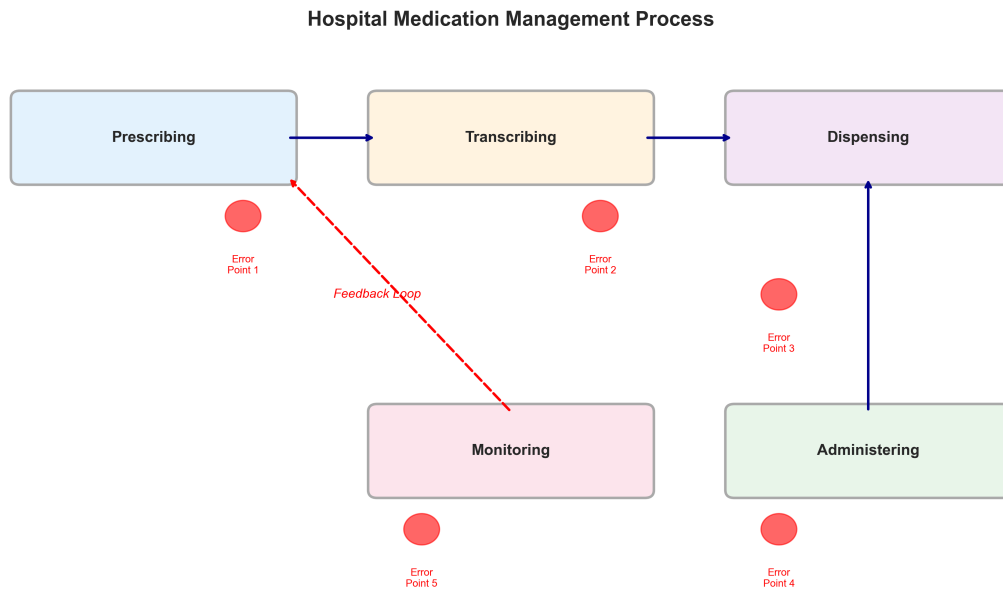 Hospital Medication Management Process
Prescribing
Transcribing
Dispensing
Error
Point 1
Error
Point 2
Feedback Loop
Error
Point 3
Monitoring
Administering
Error
Point 5
Error
Point 4